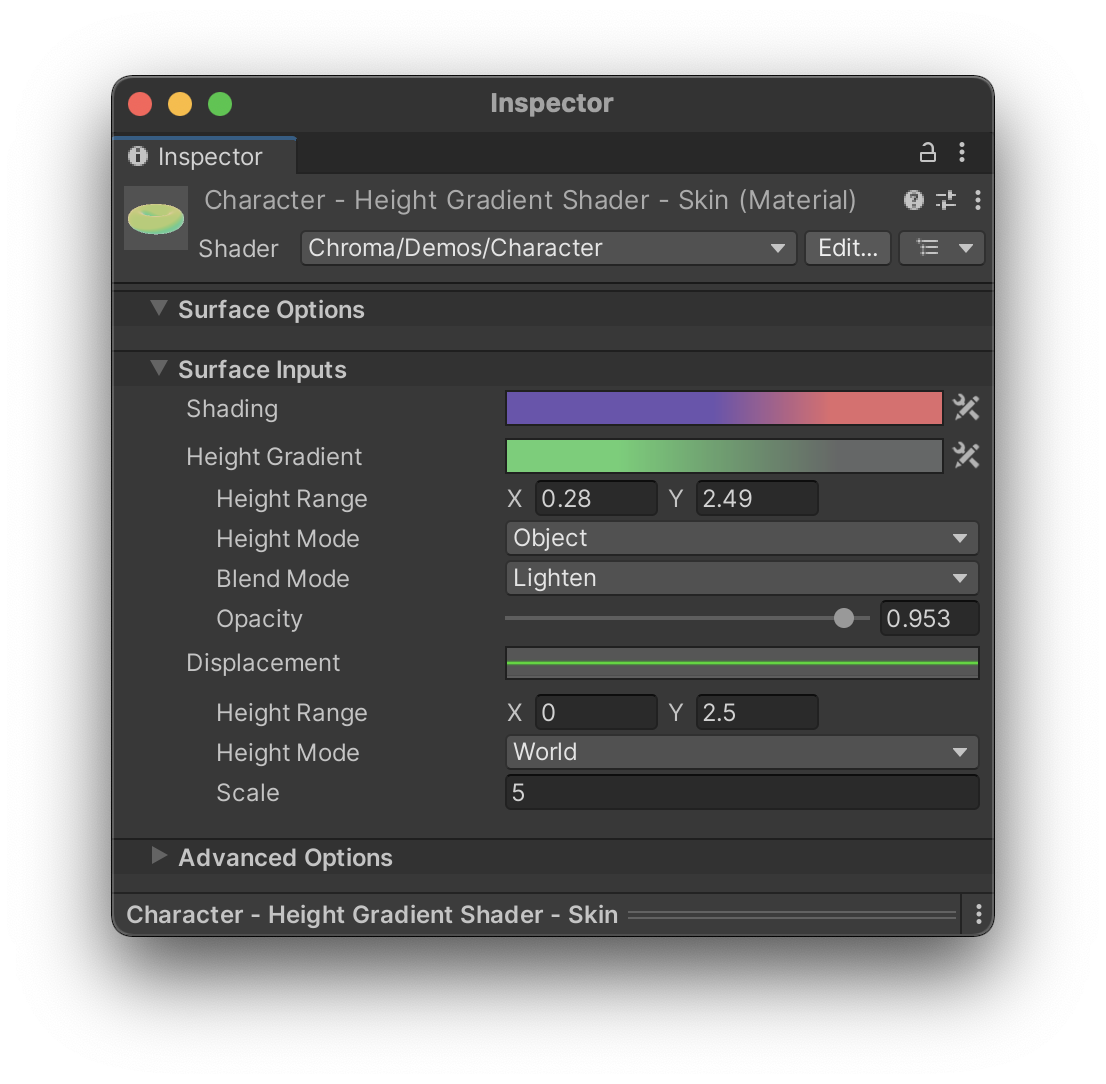 Inspector
Inspector
Character - Height Gradient Shader - Skin (Material)
Shader Chroma/Demos/Character Edit...
Surface Options
Surface Inputs
Shading
Height Gradient
Height Range X 0.28 Y 2.49
Height Mode Object
Blend Mode Lighten
Opacity 0.953
Displacement
Height Range X 0 Y 2.5
Height Mode World
Scale 5
Advanced Options
Character - Height Gradient Shader - Skin